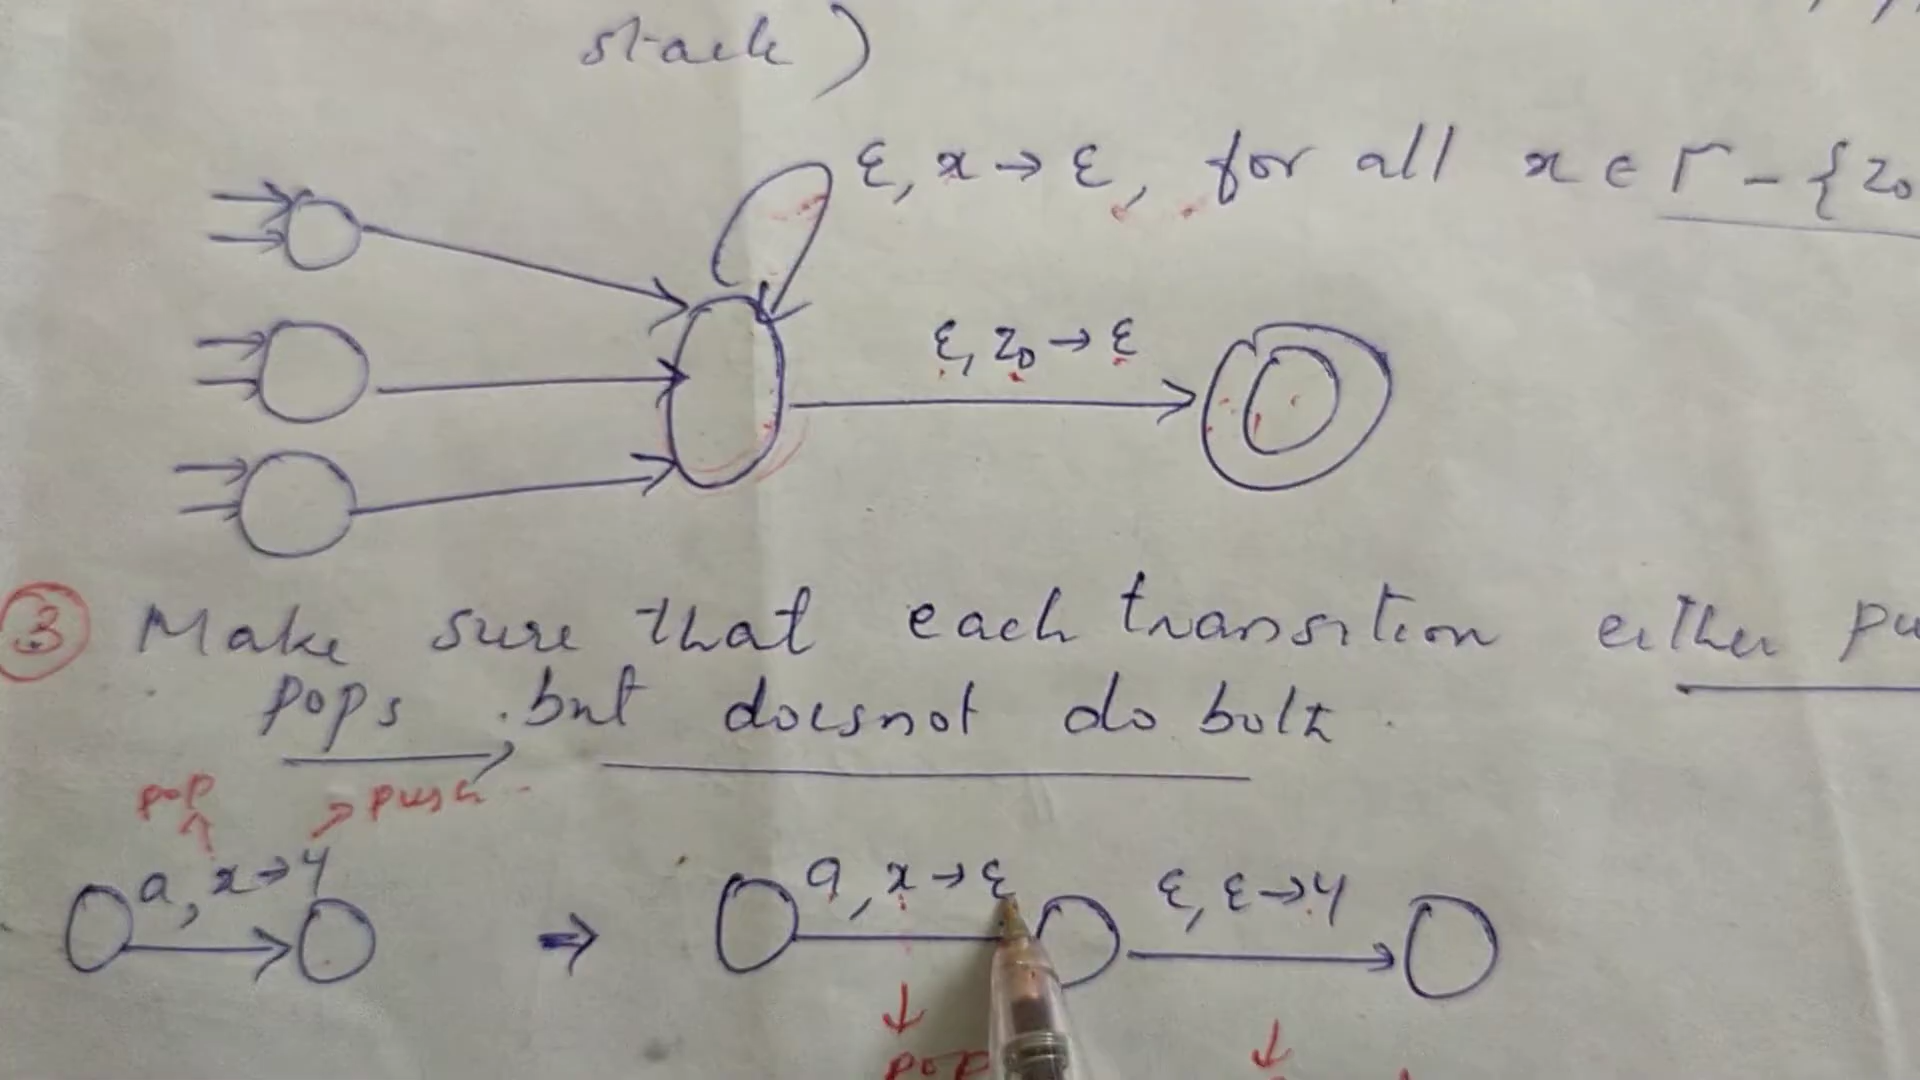 stack)
ε, x → ε, for all x ∈ Γ - {z₀
ε, z₀ → ε
③ Make sure that each transition either pu
pops but doesnot do both.
pop push
a, x → y ⇒ a, x → ε ε, ε → y
pop